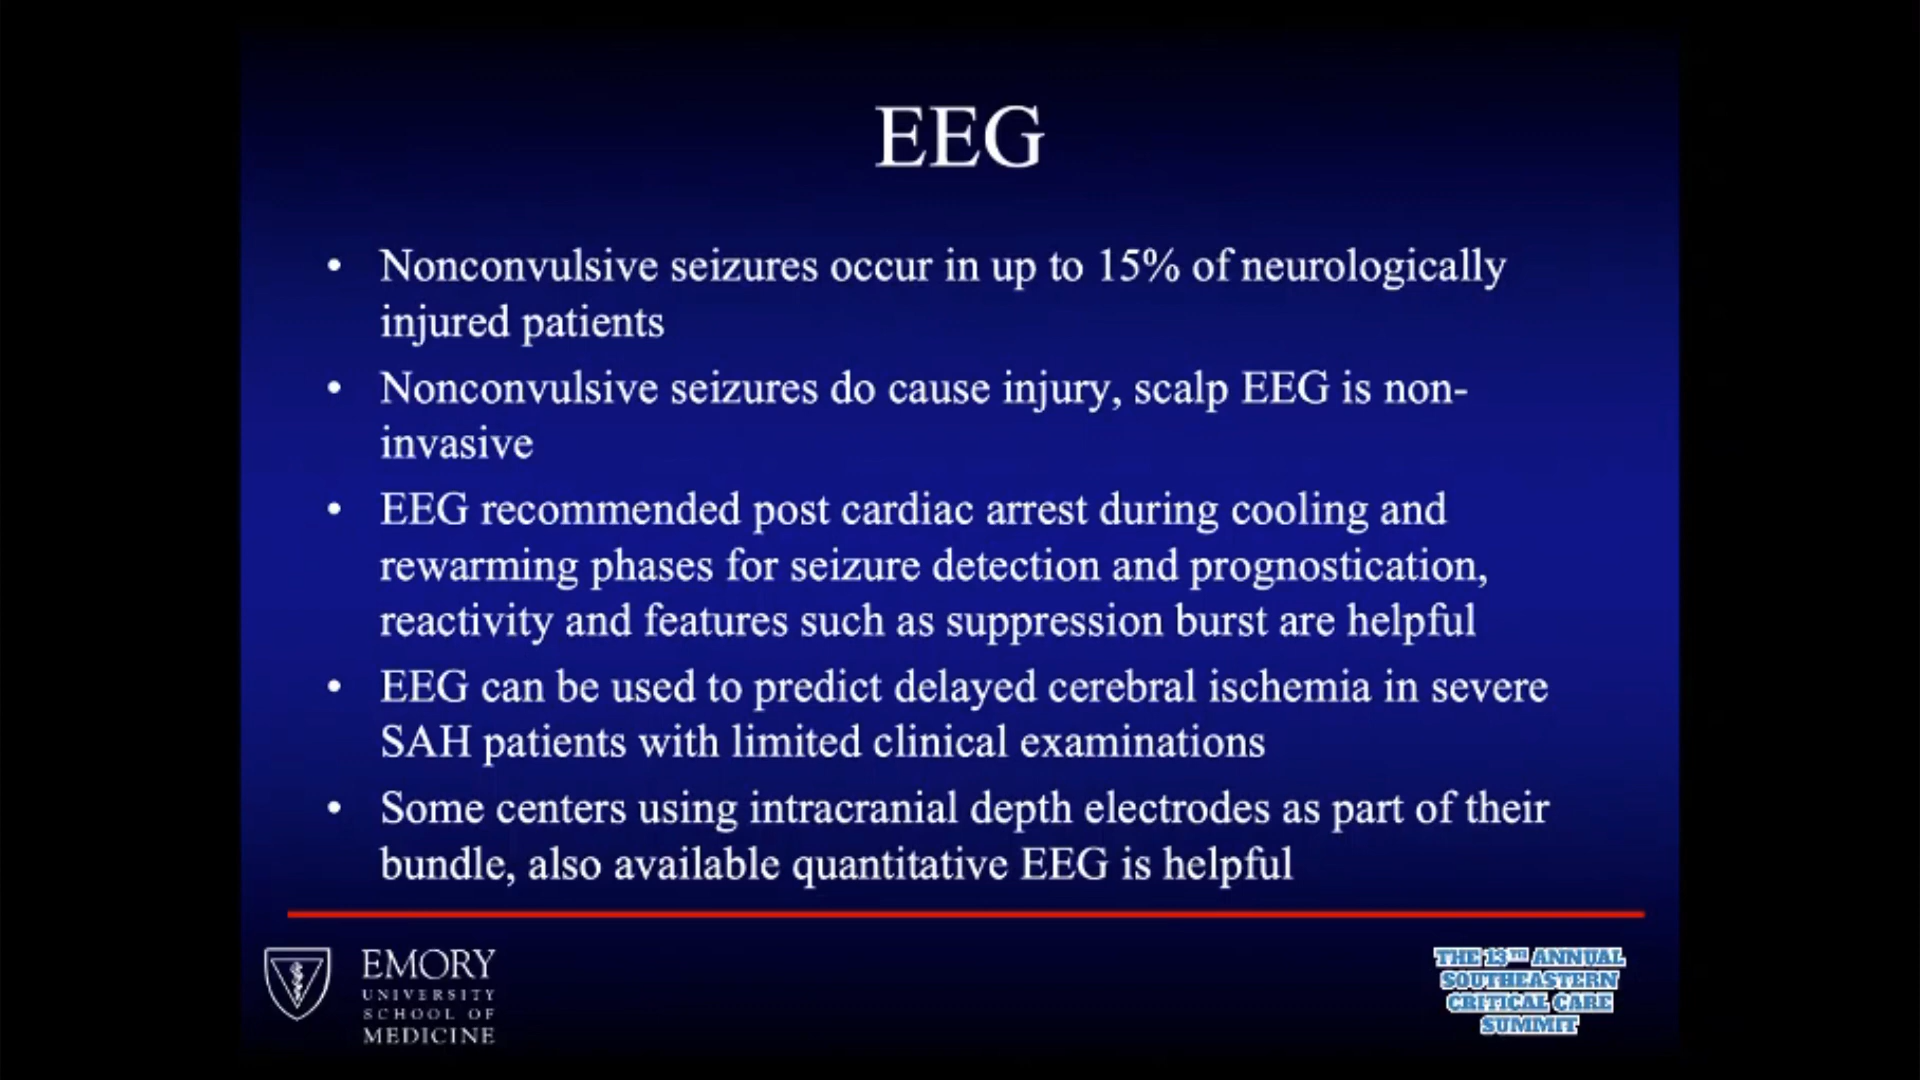 EEG
• Nonconvulsive seizures occur in up to 15% of neurologically
injured patients
• Nonconvulsive seizures do cause injury, scalp EEG is non-
invasive
• EEG recommended post cardiac arrest during cooling and
rewarming phases for seizure detection and prognostication,
reactivity and features such as suppression burst are helpful
• EEG can be used to predict delayed cerebral ischemia in severe
SAH patients with limited clinical examinations
• Some centers using intracranial depth electrodes as part of their
bundle, also available quantitative EEG is helpful
EMORY
UNIVERSITY
SCHOOL OF
MEDICINE
THE 13TH ANNUAL
SOUTHEASTERN
CRITICAL CARE
SUMMIT